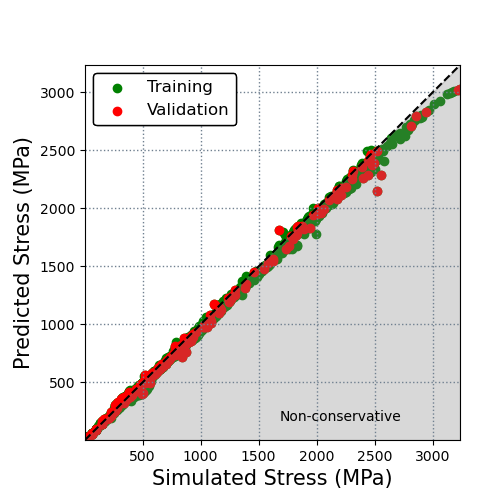 Training
Validation
3000
2500
2000
1500
1000
500
Predicted Stress (MPa)
Non-conservative
500 1000 1500 2000 2500 3000
Simulated Stress (MPa)